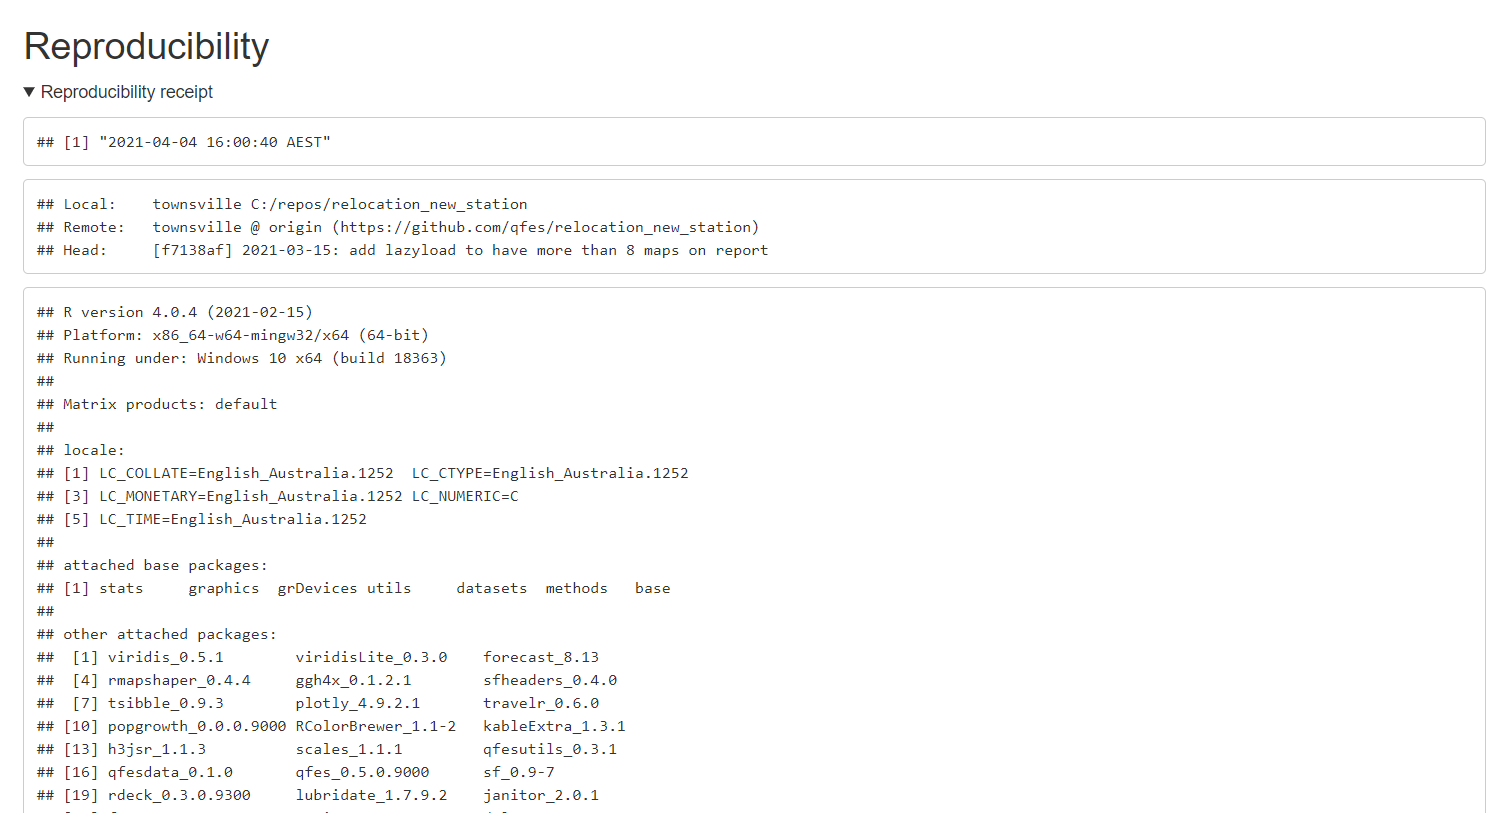 Reproducibility
▼ Reproducibility receipt
## [1] "2021-04-04 16:00:40 AEST"
## Local:    townsville C:/repos/relocation_new_station
## Remote:   townsville @ origin (https://github.com/qfes/relocation_new_station)
## Head:     [f7138af] 2021-03-15: add lazyload to have more than 8 maps on report
## R version 4.0.4 (2021-02-15)
## Platform: x86_64-w64-mingw32/x64 (64-bit)
## Running under: Windows 10 x64 (build 18363)
##
## Matrix products: default
##
## locale:
## [1] LC_COLLATE=English_Australia.1252  LC_CTYPE=English_Australia.1252
## [3] LC_MONETARY=English_Australia.1252 LC_NUMERIC=C
## [5] LC_TIME=English_Australia.1252
##
## attached base packages:
## [1] stats     graphics  grDevices utils     datasets  methods   base
##
## other attached packages:
##  [1] viridis_0.5.1        viridisLite_0.3.0    forecast_8.13
##  [4] rmapshaper_0.4.4     ggh4x_0.1.2.1        sfheaders_0.4.0
##  [7] tsibble_0.9.3        plotly_4.9.2.1       travelr_0.6.0
## [10] popgrowth_0.0.0.9000 RColorBrewer_1.1-2   kableExtra_1.3.1
## [13] h3jsr_1.1.3          scales_1.1.1         qfesutils_0.3.1
## [16] qfesdata_0.1.0       qfes_0.5.0.9000      sf_0.9-7
## [19] rdeck_0.3.0.9300     lubridate_1.7.9.2    janitor_2.0.1